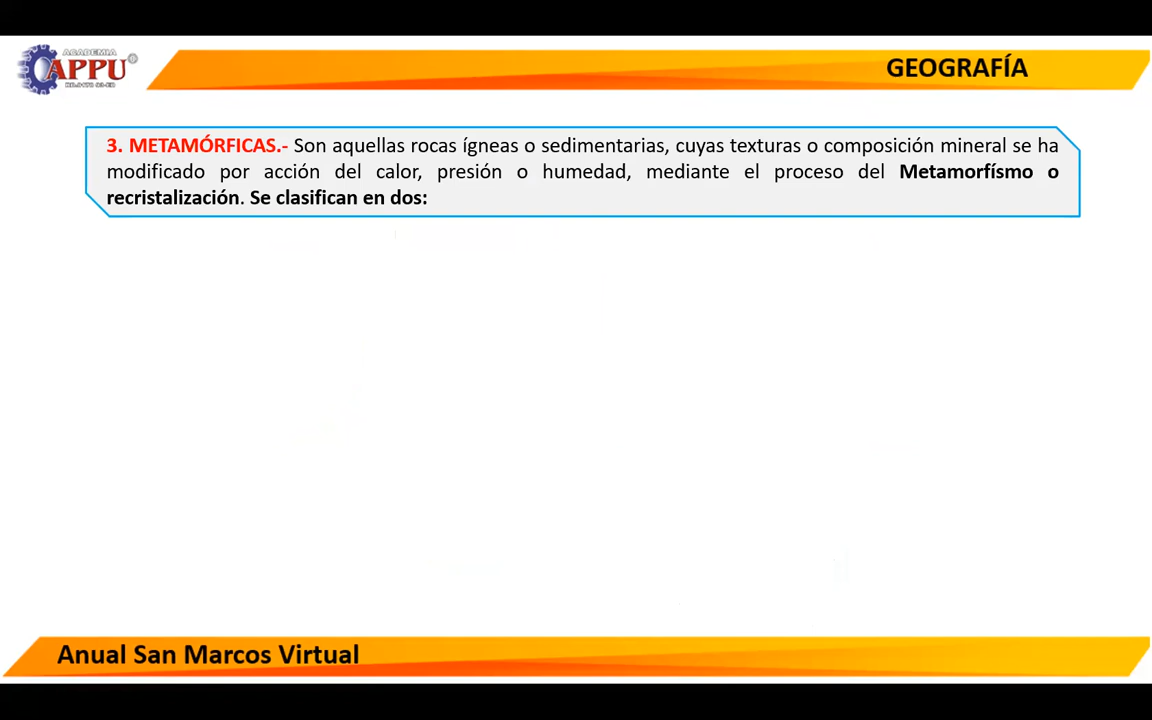 ACADEMIA
APPU
GEOGRAFÍA
3. METAMÓRFICAS.- Son aquellas rocas ígneas o sedimentarias, cuyas texturas o composición mineral se ha
modificado por acción del calor, presión o humedad, mediante el proceso del Metamorfísmo o
recristalización. Se clasifican en dos:
Anual San Marcos Virtual